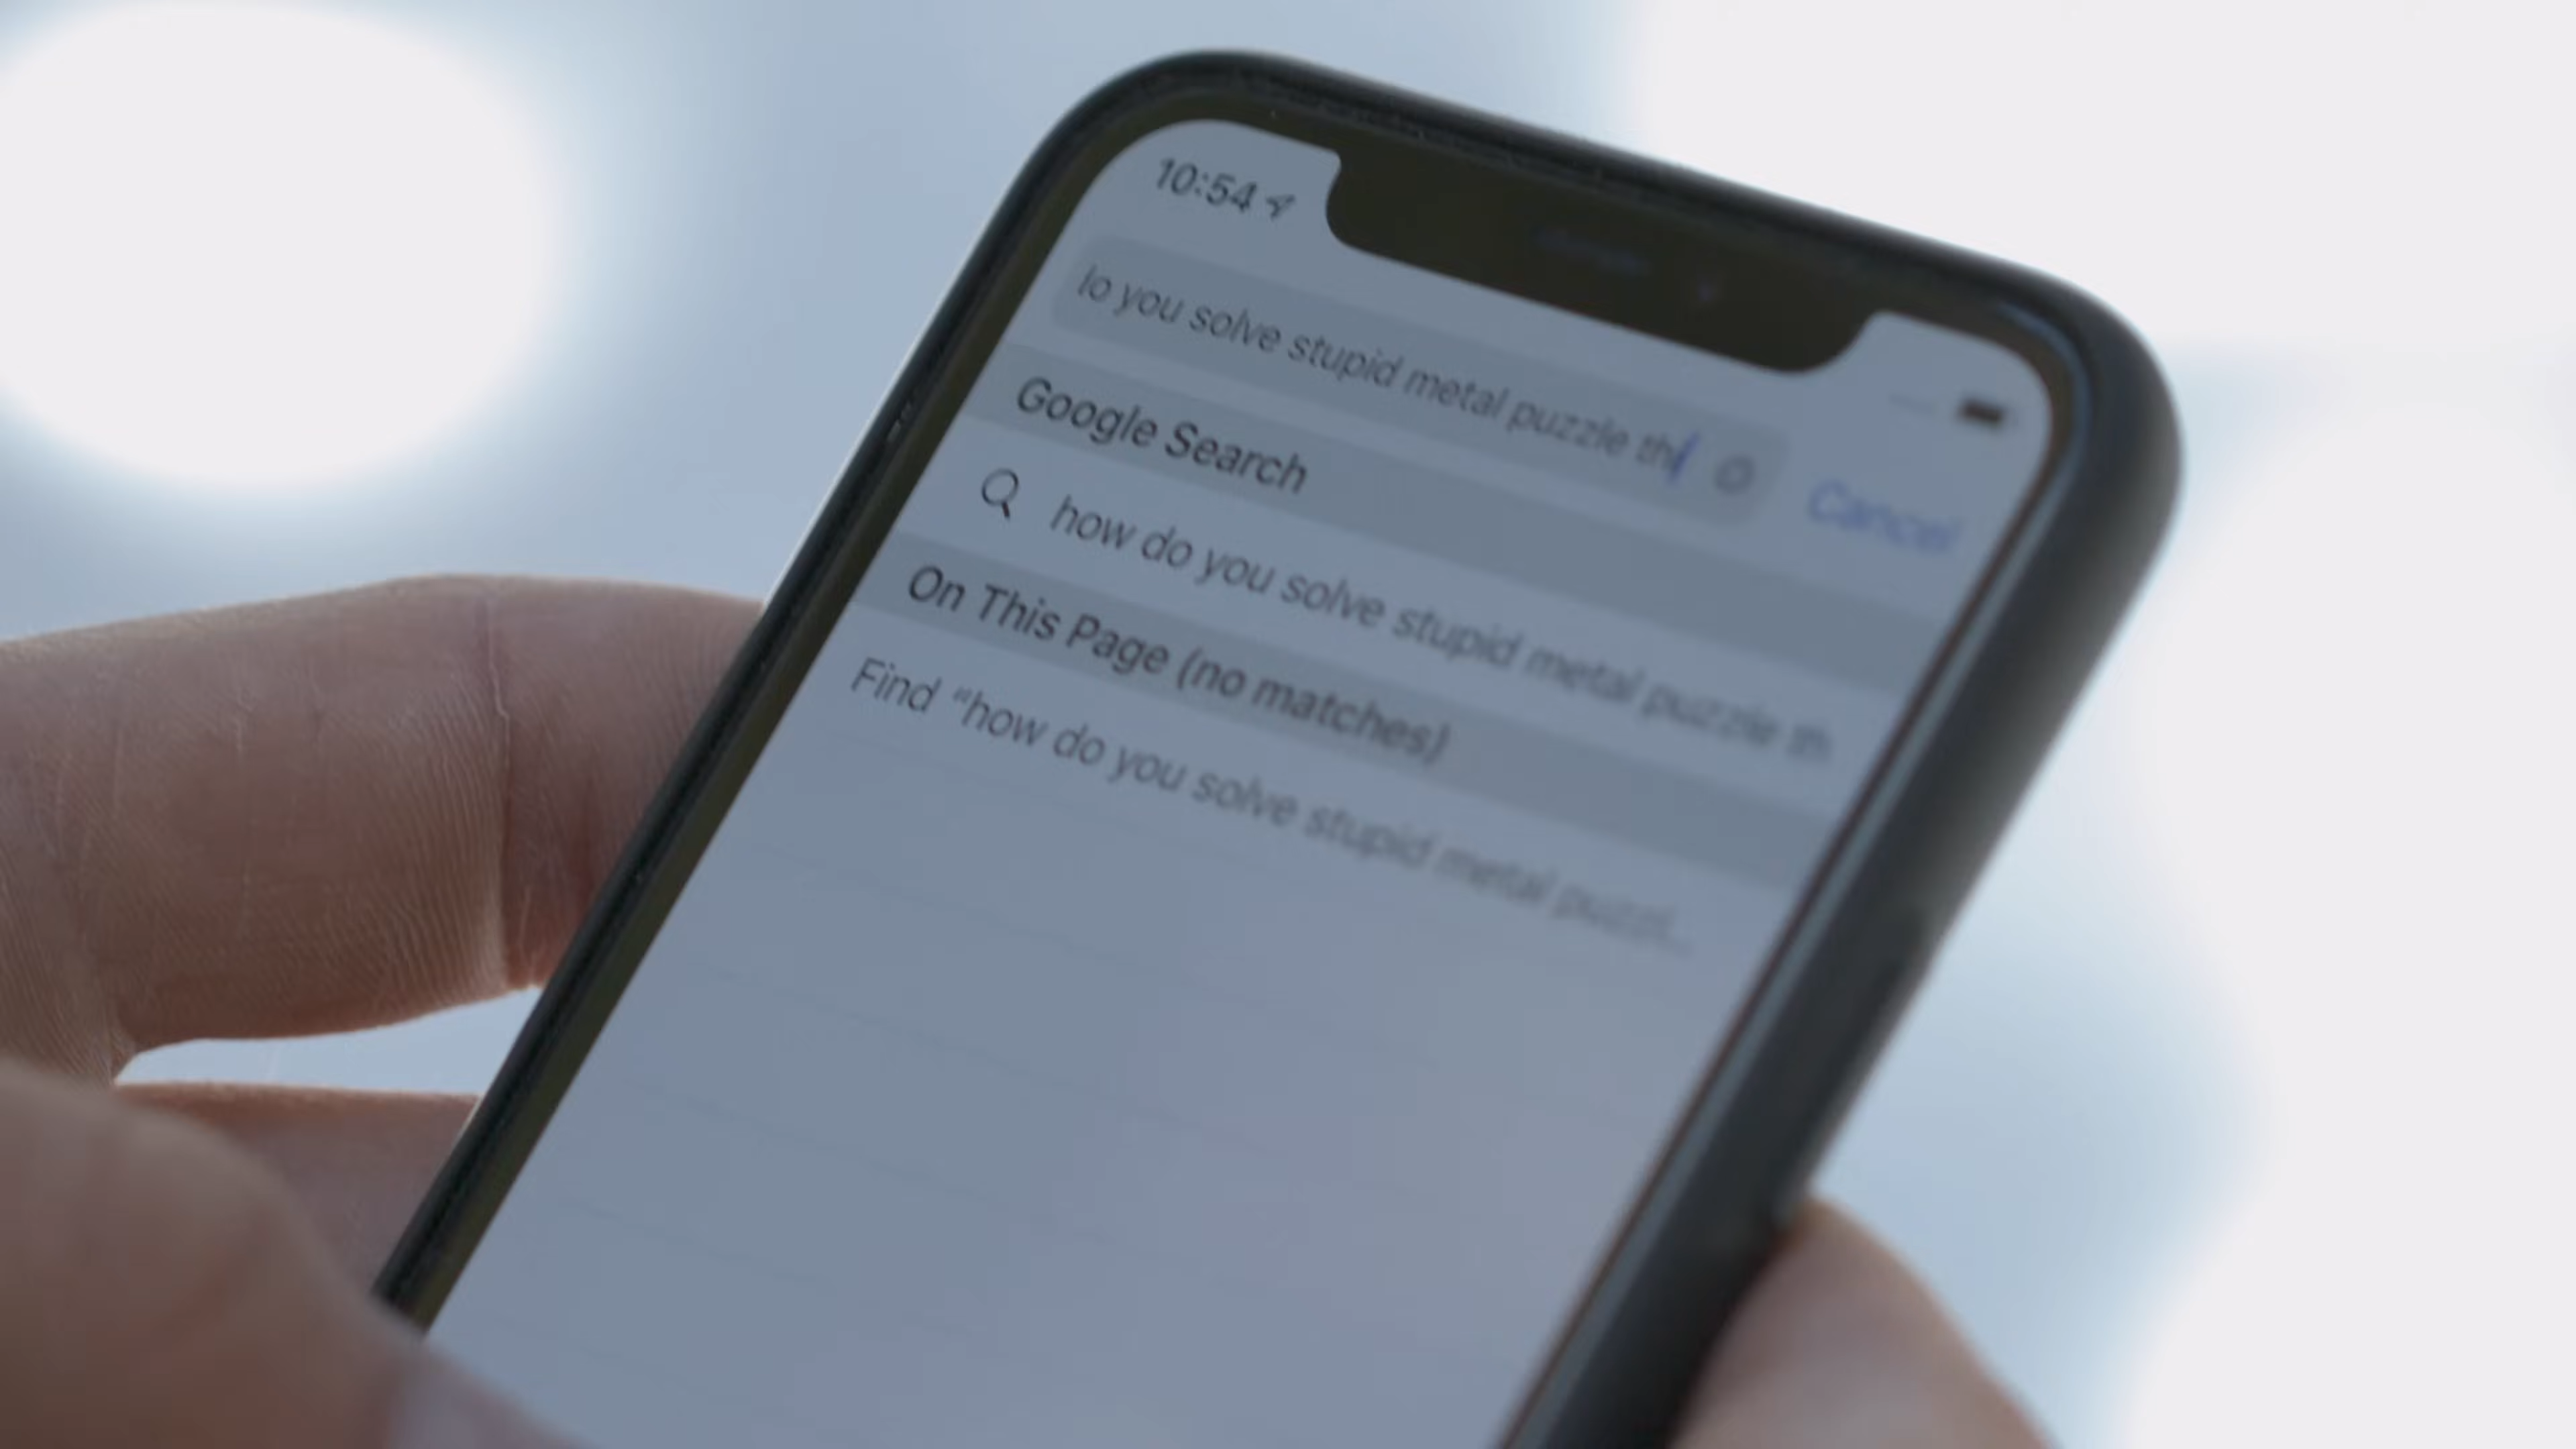 10:54
lo you solve stupid metal puzzle th
Cancel
Google Search
how do you solve stupid metal puzzle th
On This Page (no matches)
Find “how do you solve stupid metal puzzl...